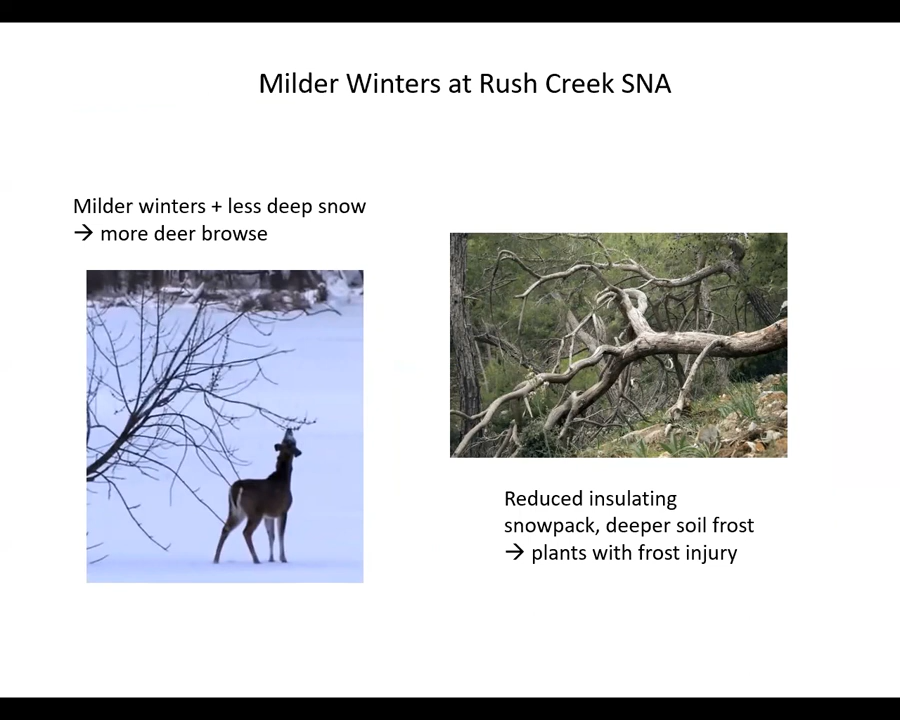 Milder Winters at Rush Creek SNA
Milder winters + less deep snow
→ more deer browse
Reduced insulating
snowpack, deeper soil frost
→ plants with frost injury